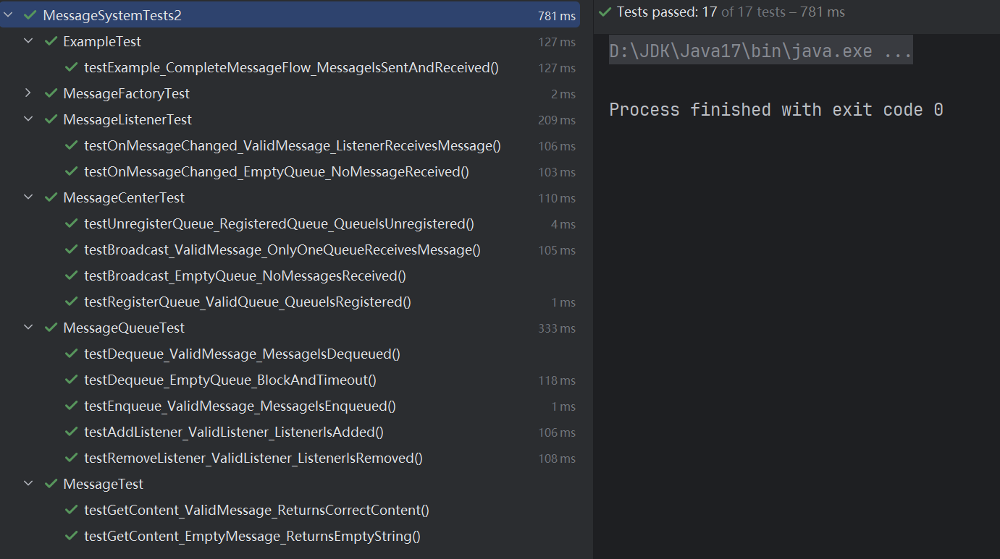 MessageSystemTests2 781 ms
ExampleTest 127 ms
testExample_CompleteMessageFlow_MessageIsSentAndReceived() 127 ms
MessageFactoryTest 2 ms
MessageListenerTest 209 ms
testOnMessageChanged_ValidMessage_ListenerReceivesMessage() 106 ms
testOnMessageChanged_EmptyQueue_NoMessageReceived() 103 ms
MessageCenterTest 110 ms
testUnregisterQueue_RegisteredQueue_QueueIsUnregistered() 4 ms
testBroadcast_ValidMessage_OnlyOneQueueReceivesMessage() 105 ms
testBroadcast_EmptyQueue_NoMessagesReceived()
testRegisterQueue_ValidQueue_QueueIsRegistered() 1 ms
MessageQueueTest 333 ms
testDequeue_ValidMessage_MessageIsDequeued()
testDequeue_EmptyQueue_BlockAndTimeout() 118 ms
testEnqueue_ValidMessage_MessageIsEnqueued() 1 ms
testAddListener_ValidListener_ListenerIsAdded() 106 ms
testRemoveListener_ValidListener_ListenerIsRemoved() 108 ms
MessageTest
testGetContent_ValidMessage_ReturnsCorrectContent()
testGetContent_EmptyMessage_ReturnsEmptyString()
Tests passed: 17 of 17 tests – 781 ms
D:\JDK\Java17\bin\java.exe ...
Process finished with exit code 0